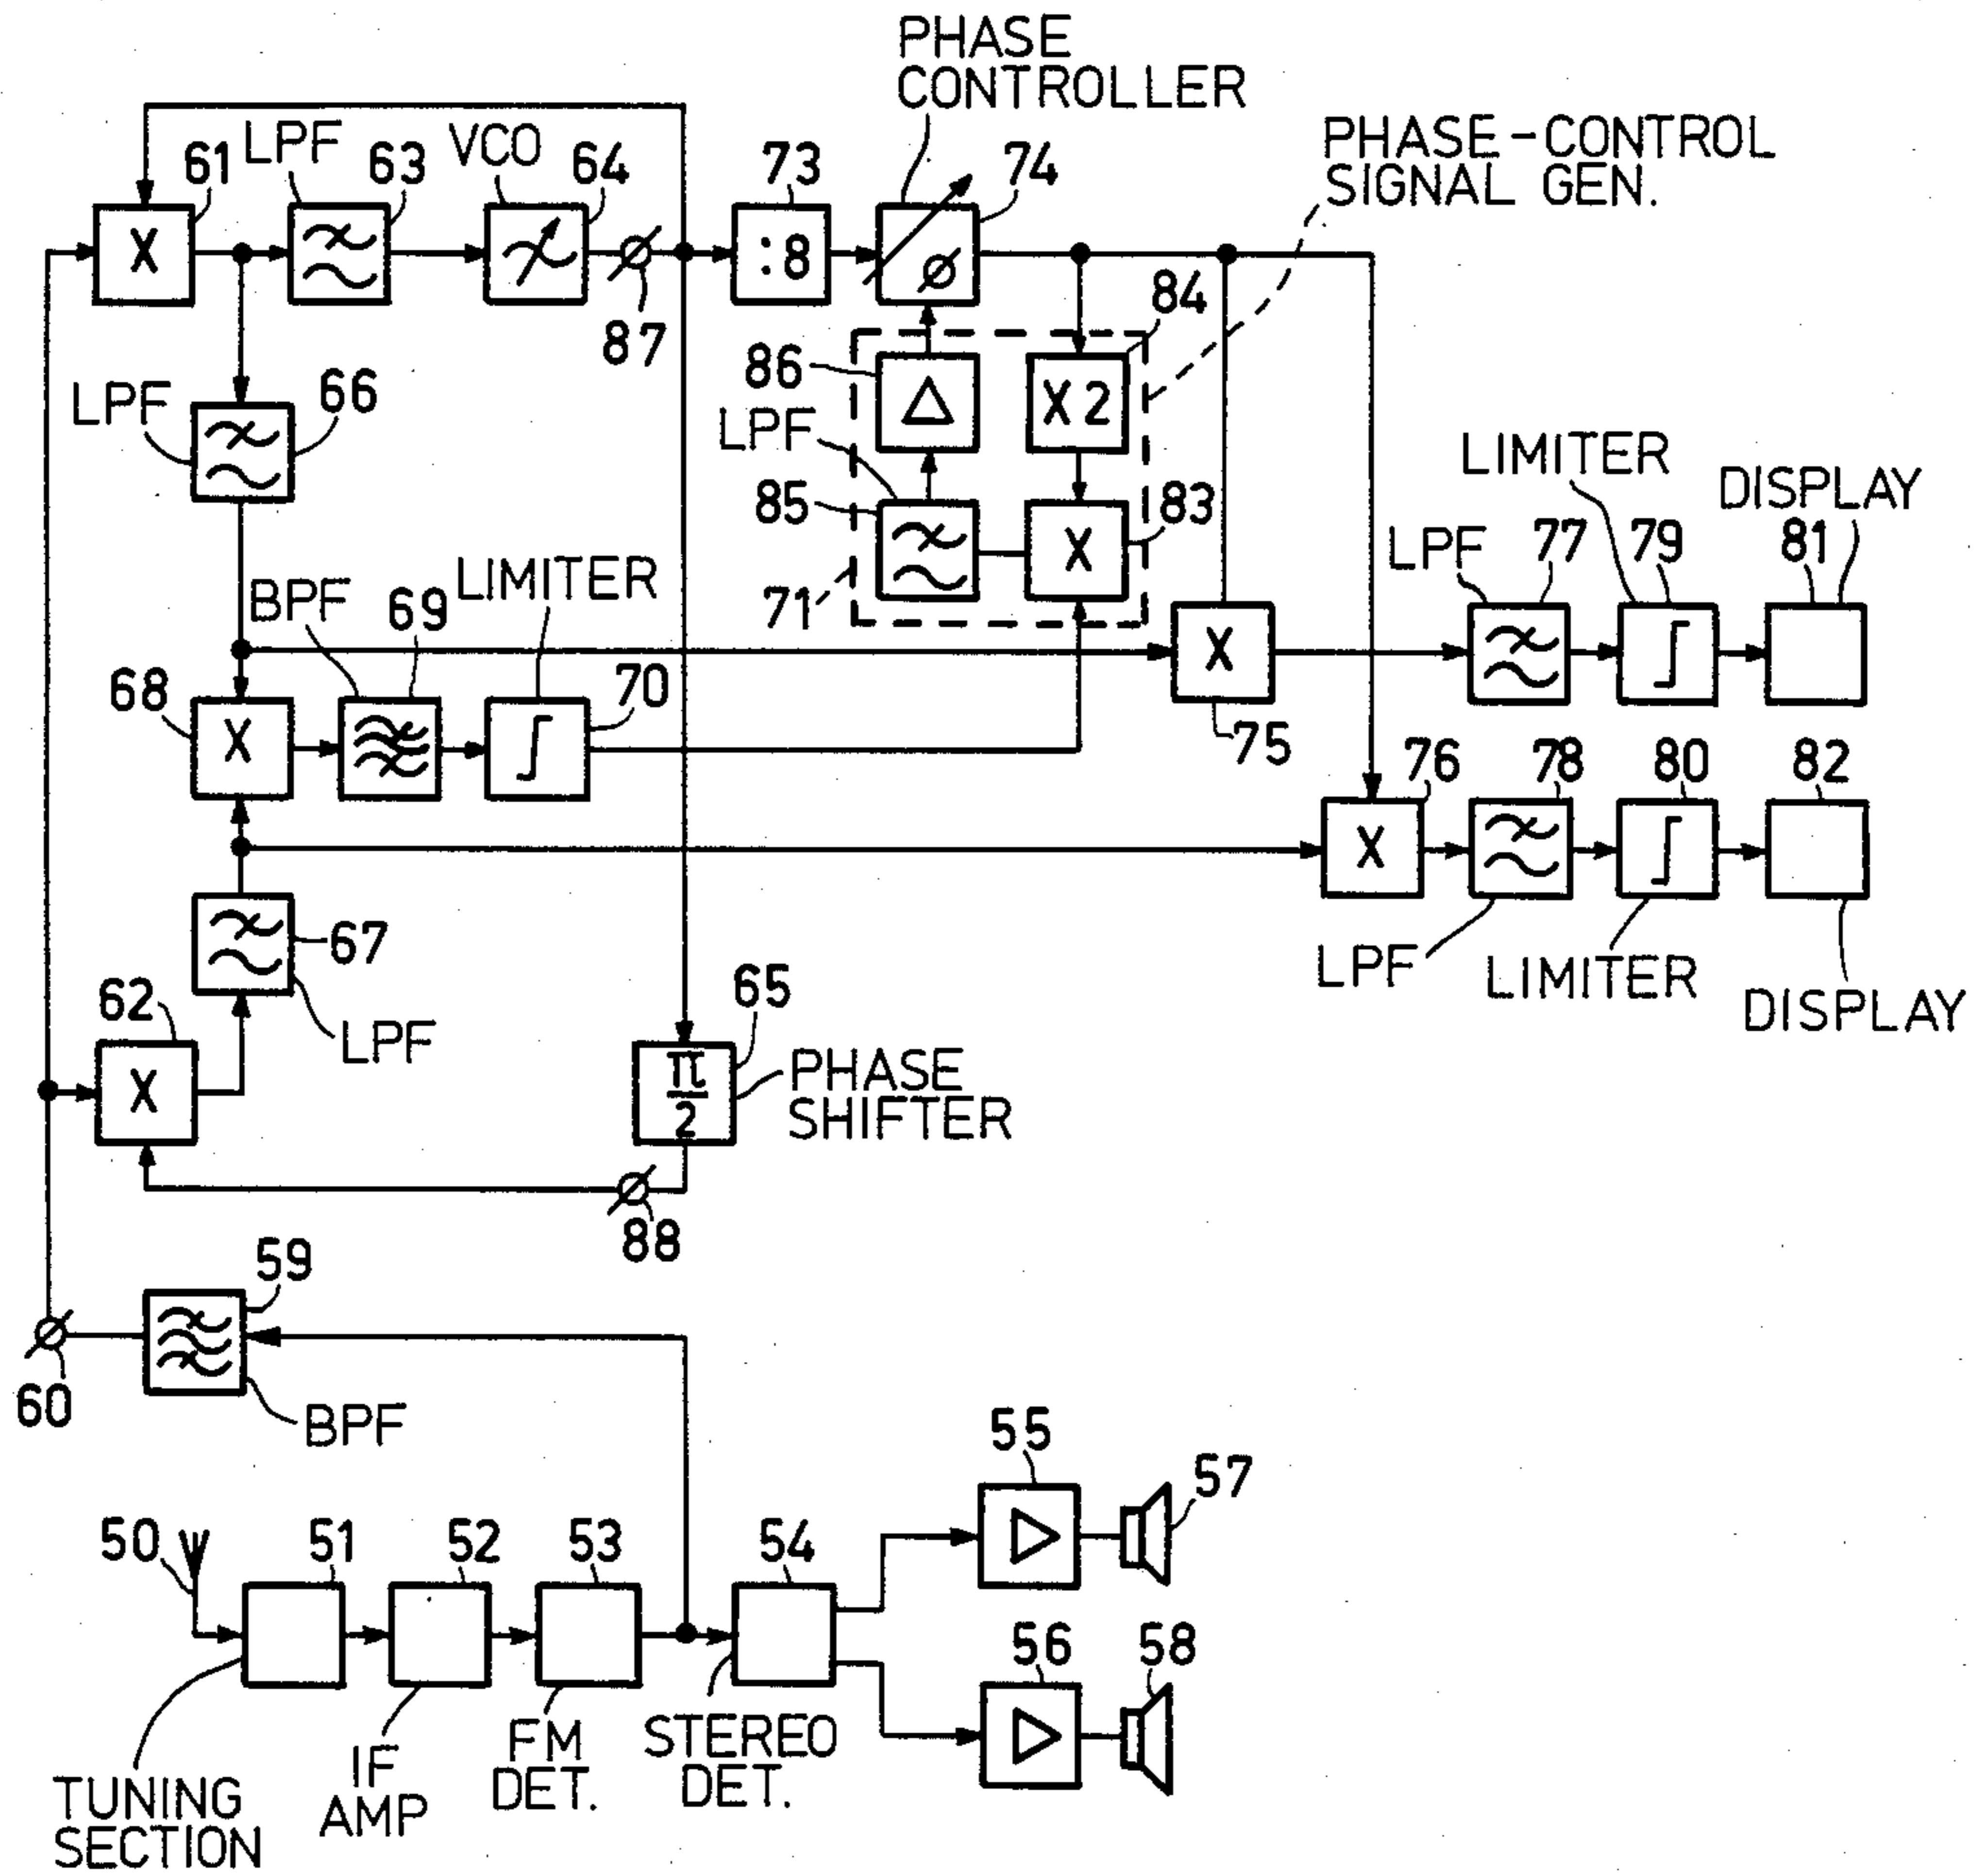 PHASE
CONTROLLER
PHASE-CONTROL
SIGNAL GEN.
61
LPF
63
VCO
64
73
74
X
:8
ø
87
84
LPF
66
86
Δ
X2
LPF
85
83
X
71
LIMITER
DISPLAY
LPF
77
79
81
BPF
69
LIMITER
70
68
X
X
75
76
78
80
82
X
LPF
LIMITER
DISPLAY
67
LPF
62
X
65
π
2
PHASE
SHIFTER
88
59
60
BPF
55
57
50
51
52
53
54
56
58
TUNING
SECTION
IF
AMP
FM
DET.
STEREO
DET.